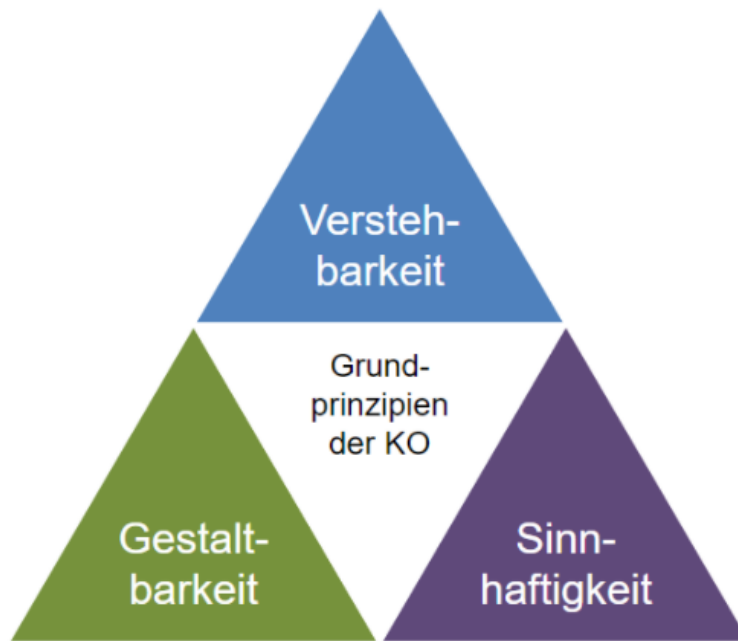 Versteh-
barkeit
Grund-
prinzipien
der KO
Gestalt-
barkeit
Sinn-
haftigkeit